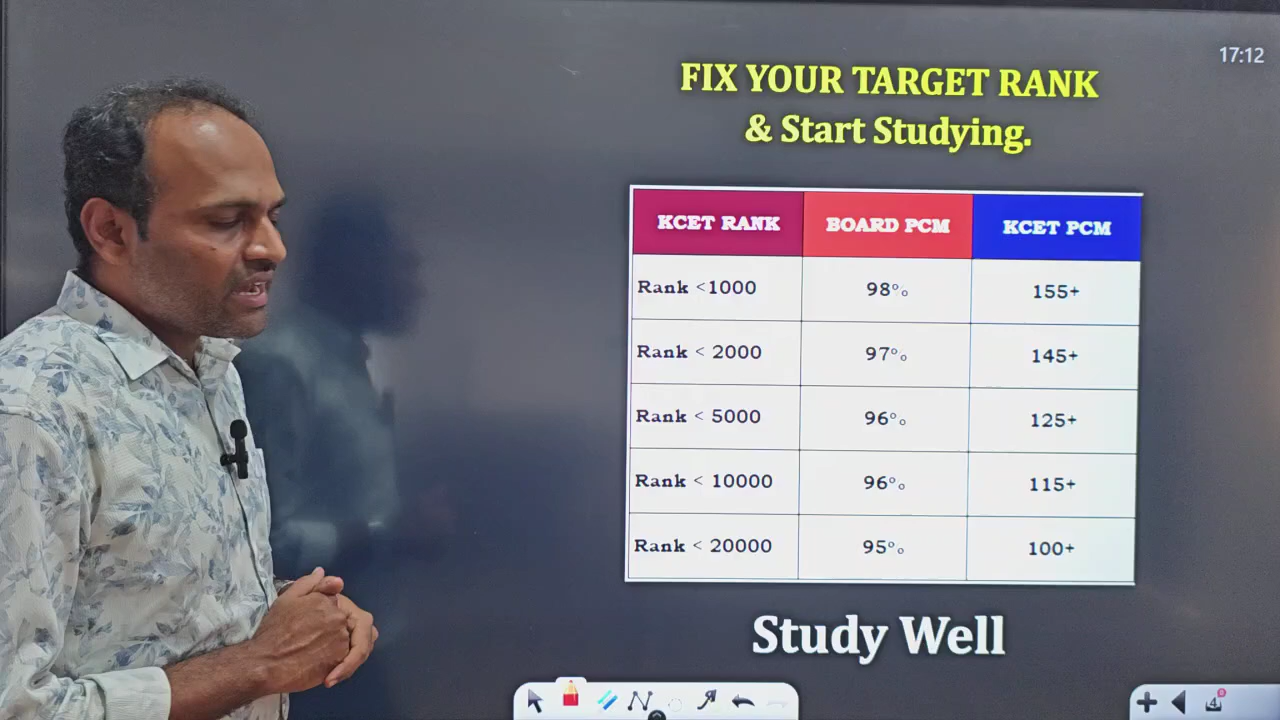 17:12
FIX YOUR TARGET RANK
& Start Studying.
KCET RANK BOARD PCM KCET PCM
Rank <1000 98% 155+
Rank < 2000 97% 145+
Rank < 5000 96% 125+
Rank < 10000 96% 115+
Rank < 20000 95% 100+
Study Well
4